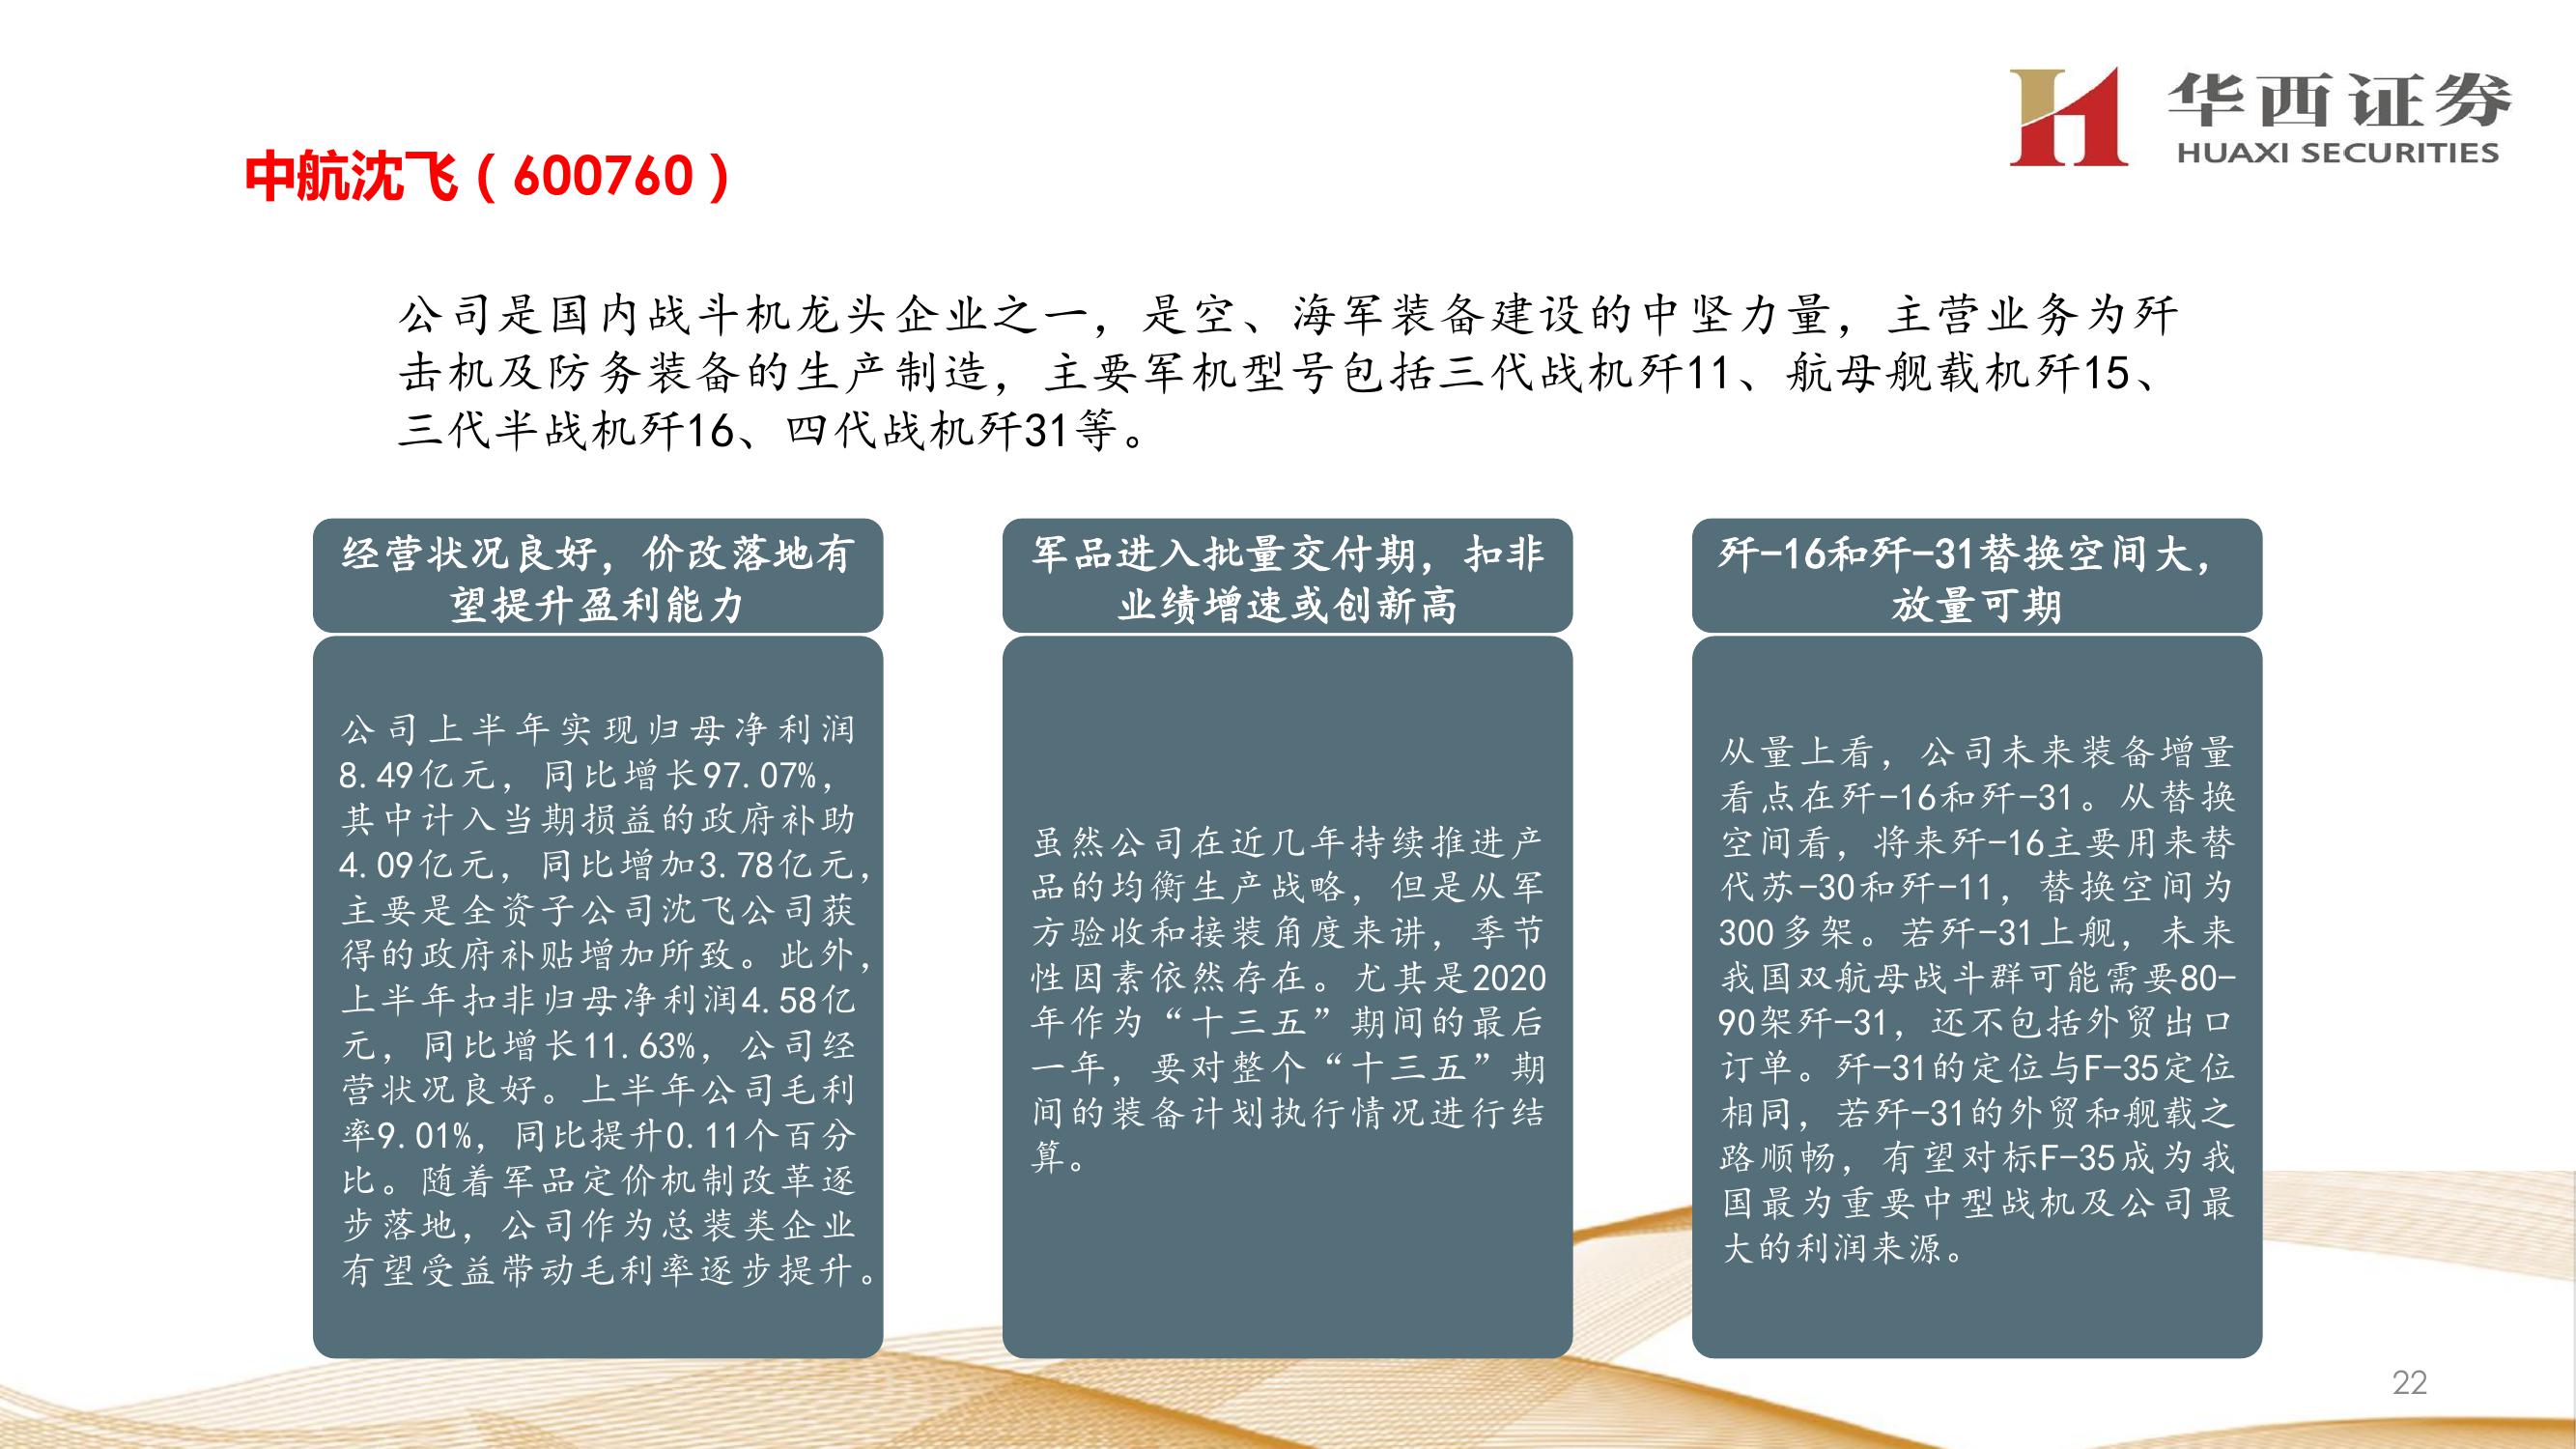 华西证券
HUAXI SECURITIES
中航沈飞（600760）
公司是国内战斗机龙头企业之一，是空、海军装备建设的中坚力量，主营业务为歼
击机及防务装备的生产制造，主要军机型号包括三代战机歼11、航母舰载机歼15、
三代半战机歼16、四代战机歼31等。
经营状况良好，价改落地有
望提升盈利能力
公司上半年实现归母净利润
8.49亿元，同比增长97.07%，
其中计入当期损益的政府补助
4.09亿元，同比增加3.78亿元，
主要是全资子公司沈飞公司获
得的政府补贴增加所致。此外，
上半年扣非归母净利润4.58亿
元，同比增长11.63%，公司经
营状况良好。上半年公司毛利
率9.01%，同比提升0.11个百分
比。随着军品定价机制改革逐
步落地，公司作为总装类企业
有望受益带动毛利率逐步提升。
军品进入批量交付期，扣非
业绩增速或创新高
虽然公司在近几年持续推进产
品的均衡生产战略，但是从军
方验收和接装角度来讲，季节
性因素依然存在。尤其是2020
年作为“十三五”期间的最后
一年，要对整个“十三五”期
间的装备计划执行情况进行结
算。
歼-16和歼-31替换空间大，
放量可期
从量上看，公司未来装备增量
看点在歼-16和歼-31。从替换
空间看，将来歼-16主要用来替
代苏-30和歼-11，替换空间为
300多架。若歼-31上舰，未来
我国双航母战斗群可能需要80-
90架歼-31，还不包括外贸出口
订单。歼-31的定位与F-35定位
相同，若歼-31的外贸和舰载之
路顺畅，有望对标F-35成为我
国最为重要中型战机及公司最
大的利润来源。
22